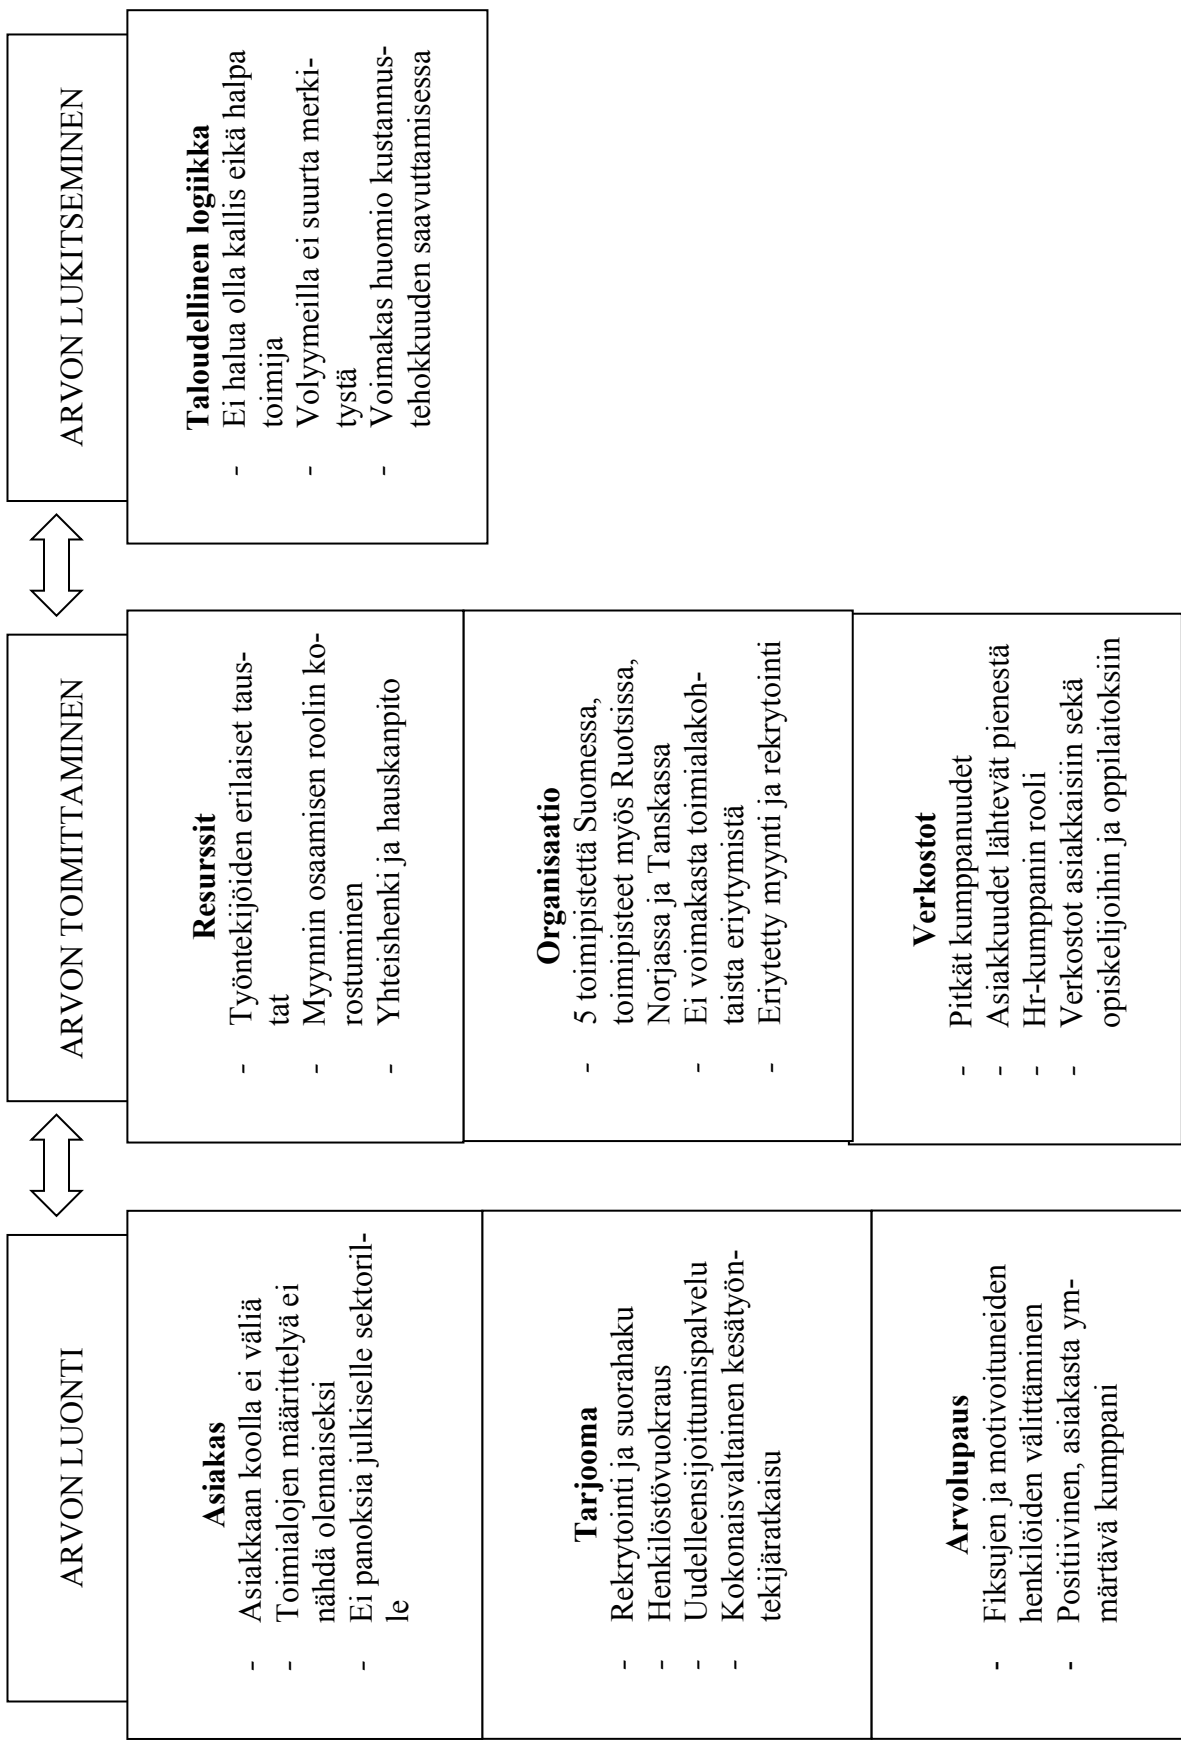 ARVON LUONTI
Asiakas
- Asiakkaan koolla ei väliä
- Toimialojen määrittelyä ei
nähdä olennaiseksi
- Ei panoksia julkiselle sektoril-
le
Tarjooma
- Rekrytointi ja suorahaku
- Henkilöstövuokraus
- Uudelleensijoitumispalvelu
- Kokonaisvaltainen kesätyön-
tekijäratkaisu
Arvolupaus
- Fiksujen ja motivoituneiden
henkilöiden välittäminen
- Positiivinen, asiakasta ym-
märtävä kumppani
ARVON TOIMITTAMINEN
Resurssit
- Työntekijöiden erilaiset taus-
tat
- Myynnin osaamisen roolin ko-
rostuminen
- Yhteishenki ja hauskanpito
Organisaatio
- 5 toimipistettä Suomessa,
toimipisteet myös Ruotsissa,
Norjassa ja Tanskassa
- Ei voimakasta toimialakoh-
taista eriytymistä
- Eriytetty myynti ja rekrytointi
Verkostot
- Pitkät kumppanuudet
- Asiakkuudet lähtevät pienestä
- Hr-kumppanin rooli
- Verkostot asiakkaisiin sekä
opiskelijoihin ja oppilaitoksiin
ARVON LUKITSEMINEN
Taloudellinen logiikka
- Ei halua olla kallis eikä halpa
toimija
- Volyymeilla ei suurta merki-
tystä
- Voimakas huomio kustannus-
tehokkuuden saavuttamisessa